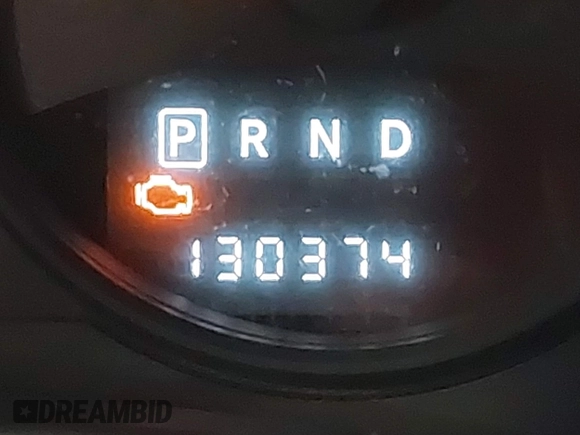 P R N D
130374
DREAMBID